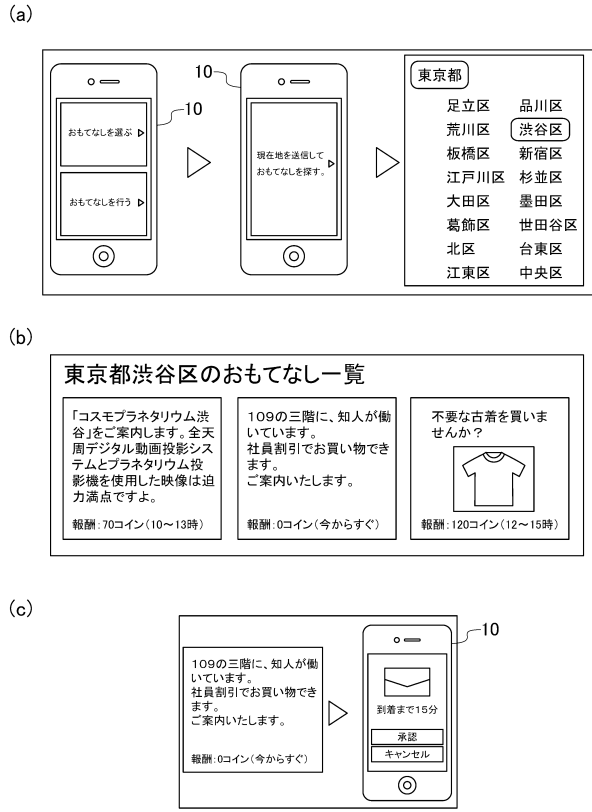 (a)
おもてなしを選ぶ
おもてなしを行う
10
10
現在地を送信して
おもてなしを探す。
東京都
足立区 品川区
荒川区 渋谷区
板橋区 新宿区
江戸川区 杉並区
大田区 墨田区
葛飾区 世田谷区
北区 台東区
江東区 中央区
(b)
東京都渋谷区のおもてなし一覧
「コスモプラネタリウム渋
谷」をご案内します。全天
周デジタル動画投影シス
テムとプラネタリウム投
影機を使用した映像は迫
力満点ですよ。
報酬:70コイン(10～13時)
109の三階に、知人が働
いています。
社員割引でお買い物でき
ます。
ご案内いたします。
報酬:0コイン(今からすぐ)
不要な古着を買いま
せんか？
報酬:120コイン(12～15時)
(c)
109の三階に、知人が働
いています。
社員割引でお買い物でき
ます。
ご案内いたします。
報酬:0コイン(今からすぐ)
10
到着まで15分
承認
キャンセル